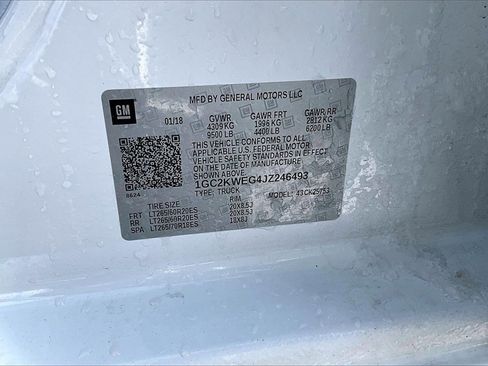 GM
MFD BY GENERAL MOTORS LLC
01/18 GVWR GAWR FRT GAWR RR
4309 KG 1996 KG 2812 KG
9500 LB 4400 LB 6200 LB
THIS VEHICLE CONFORMS TO ALL
APPLICABLE U.S. FEDERAL MOTOR
VEHICLE SAFETY STANDARDS IN
EFFECT ON THE DATE OF MANUFACTURE
SHOWN ABOVE.
1GC2KWEG4JZ246493
8624 TYPE: TRUCK MODEL: 43CK25753
TIRE SIZE RIM
FRT LT265/60R20ES 20X8.5J
RR LT265/60R20ES 20X8.5J
SPA LT265/70R18ES 18X8J